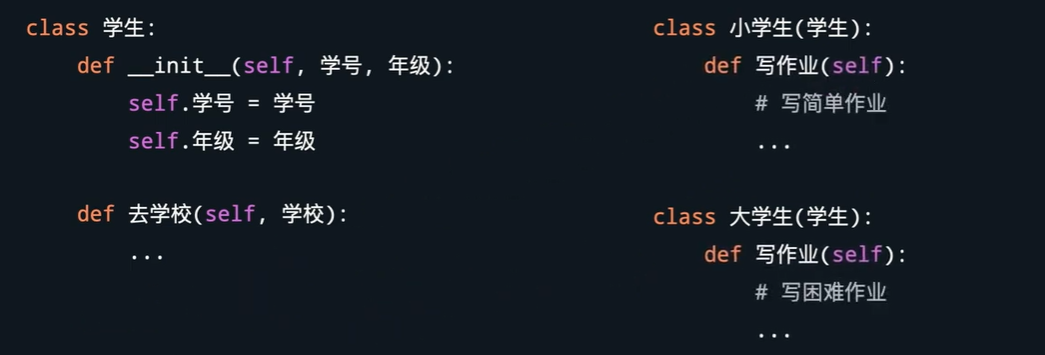 class 学生:
    def __init__(self, 学号, 年级):
        self.学号 = 学号
        self.年级 = 年级

    def 去学校(self, 学校):
        ...

class 小学生(学生):
    def 写作业(self):
        # 写简单作业
        ...

class 大学生(学生):
    def 写作业(self):
        # 写困难作业
        ...